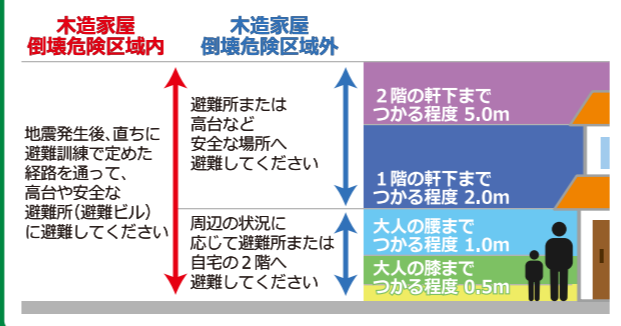 木造家屋
倒壊危険区域内
木造家屋
倒壊危険区域外
地震発生後、直ちに
避難訓練で定めた
経路を通って、
高台や安全な
避難所(避難ビル)
に避難してください
避難所または
高台など
安全な場所へ
避難してください
周辺の状況に
応じて避難所または
自宅の2階へ
避難してください
2階の軒下まで
つかる程度 5.0m
1階の軒下まで
つかる程度 2.0m
大人の腰まで
つかる程度 1.0m
大人の膝まで
つかる程度 0.5m